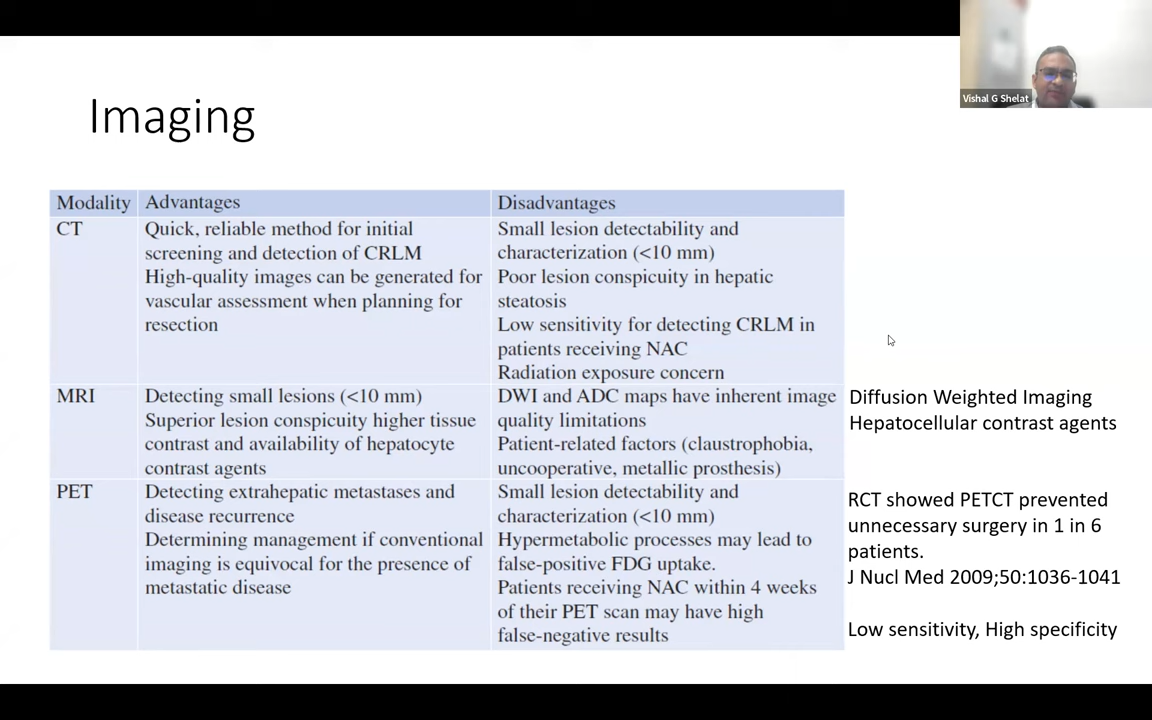 Vishal G Shelat
Imaging
Modality Advantages Disadvantages
CT
Quick, reliable method for initial
screening and detection of CRLM
High-quality images can be generated for
vascular assessment when planning for
resection
Small lesion detectability and
characterization (<10 mm)
Poor lesion conspicuity in hepatic
steatosis
Low sensitivity for detecting CRLM in
patients receiving NAC
Radiation exposure concern
MRI
Detecting small lesions (<10 mm)
Superior lesion conspicuity higher tissue
contrast and availability of hepatocyte
contrast agents
DWI and ADC maps have inherent image
quality limitations
Patient-related factors (claustrophobia,
uncooperative, metallic prosthesis)
Diffusion Weighted Imaging
Hepatocellular contrast agents
PET
Detecting extrahepatic metastases and
disease recurrence
Determining management if conventional
imaging is equivocal for the presence of
metastatic disease
Small lesion detectability and
characterization (<10 mm)
Hypermetabolic processes may lead to
false-positive FDG uptake.
Patients receiving NAC within 4 weeks
of their PET scan may have high
false-negative results
RCT showed PETCT prevented
unnecessary surgery in 1 in 6
patients.
J Nucl Med 2009;50:1036-1041
Low sensitivity, High specificity